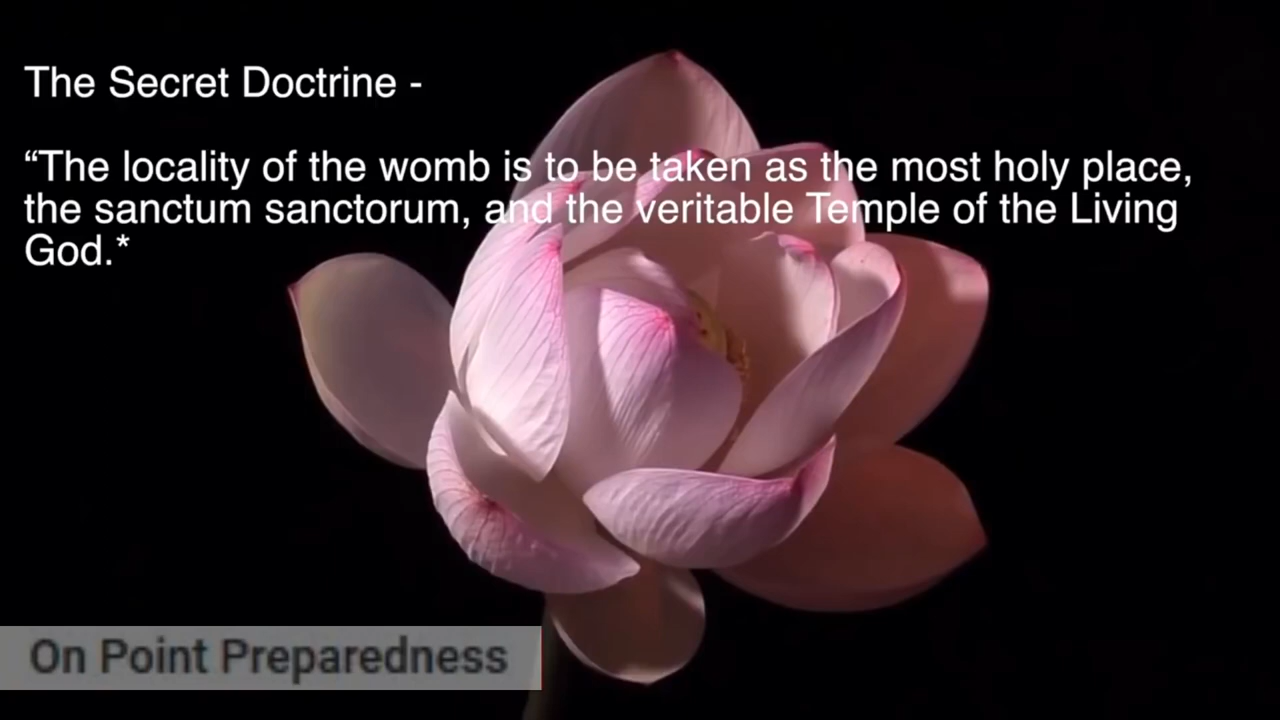 The Secret Doctrine -
“The locality of the womb is to be taken as the most holy place,
the sanctum sanctorum, and the veritable Temple of the Living
God.*
On Point Preparedness